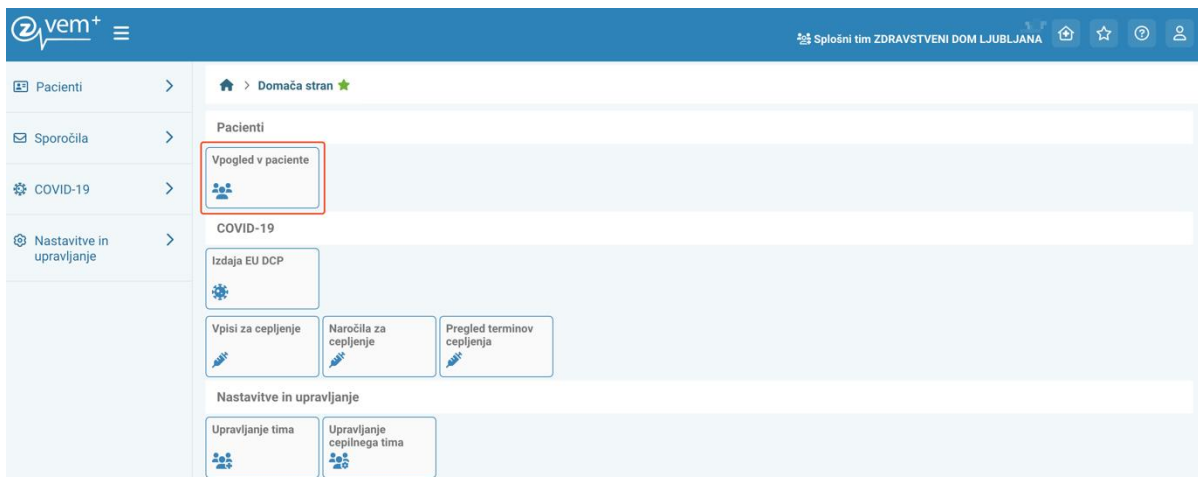 zvem+
Splošni tim ZDRAVSTVENI DOM LJUBLJANA
Pacienti
Sporočila
COVID-19
Nastavitve in
upravljanje
> Domača stran
Pacienti
Vpogled v paciente
COVID-19
Izdaja EU DCP
Vpisi za cepljenje
Naročila za
cepljenje
Pregled terminov
cepljenja
Nastavitve in upravljanje
Upravljanje tima
Upravljanje
cepilnega tima